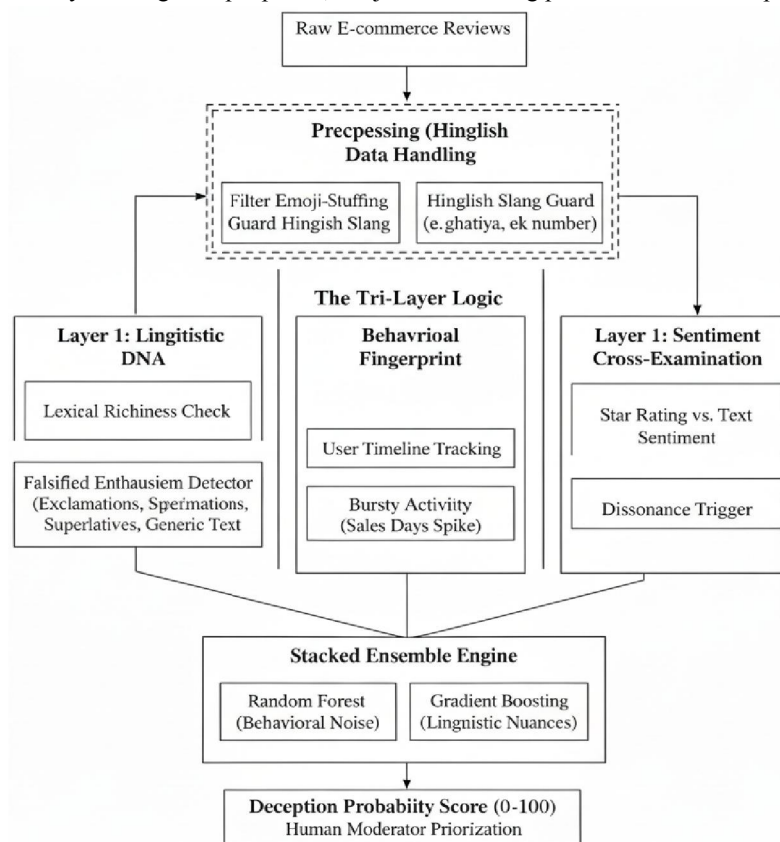 Raw E-commerce Reviews
Precpessing (Hinglish
Data Handling
Filter Emoji-Stuffing
Guard Hingish Slang
Hinglish Slang Guard
(e.ghatiya, ek number)
The Tri-Layer Logic
Layer 1: Lingitistic
DNA
Lexical Richiness Check
Falsified Enthausiem Detector
(Exclamations, Spermations,
Superlatives, Generic Text
Behavrioal
Fingerprint
User Timeline Tracking
Bursty Activiity
(Sales Days Spike)
Layer 1: Sentiment
Cross-Examination
Star Rating vs. Text
Sentiment
Dissonance Trigger
Stacked Ensemble Engine
Random Forest
(Behavioral Noise)
Gradient Boosting
(Lingnistic Nuances)
Deception Probabiity Score (0-100)
Human Moderator Priorization